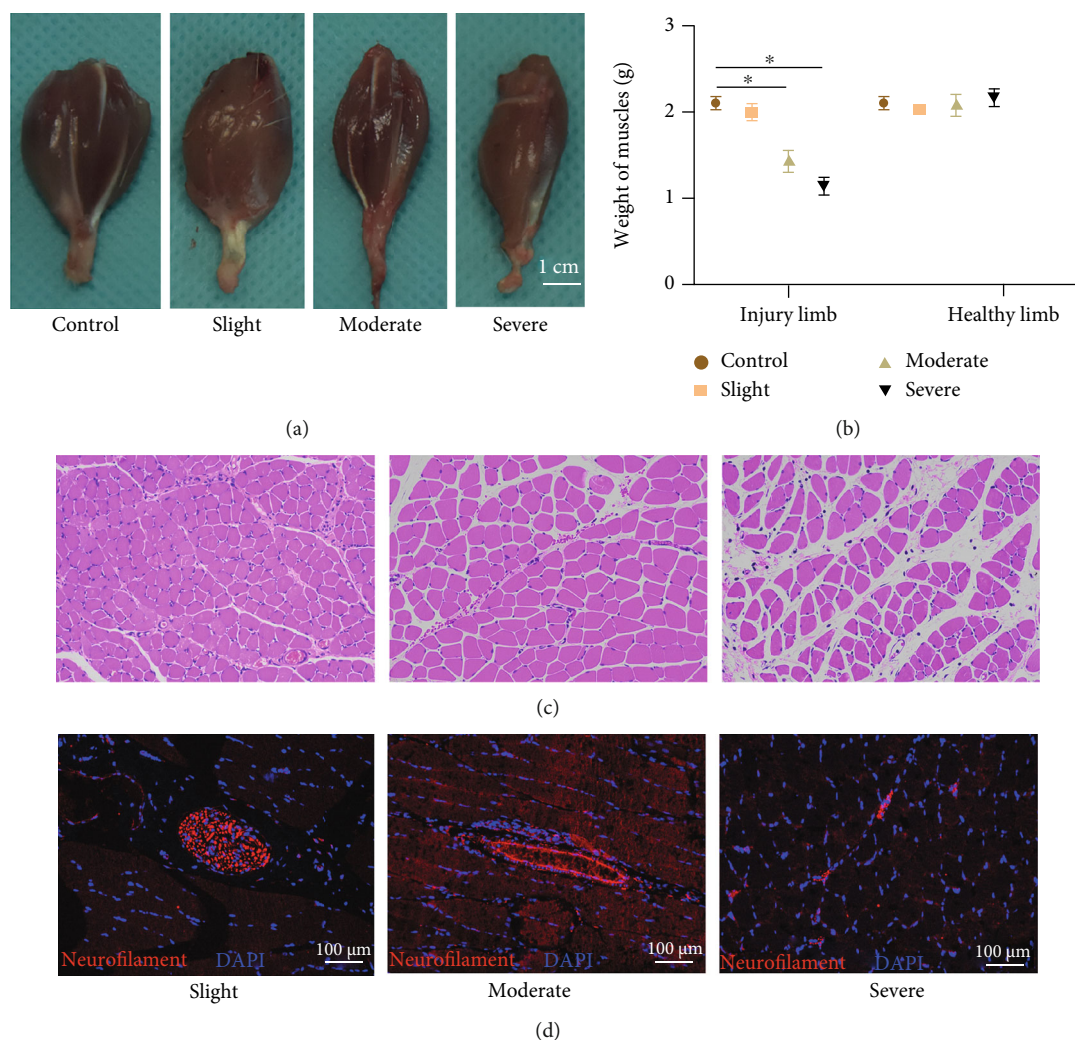 1 cm
Control
Slight
Moderate
Severe
(a)
Weight of muscles (g)
3
2
1
0
*
*
Injury limb
Healthy limb
Control
Slight
Moderate
Severe
(b)
(c)
Neurofilament DAPI
100 μm
Slight
Neurofilament DAPI
100 μm
Moderate
Neurofilament DAPI
100 μm
Severe
(d)